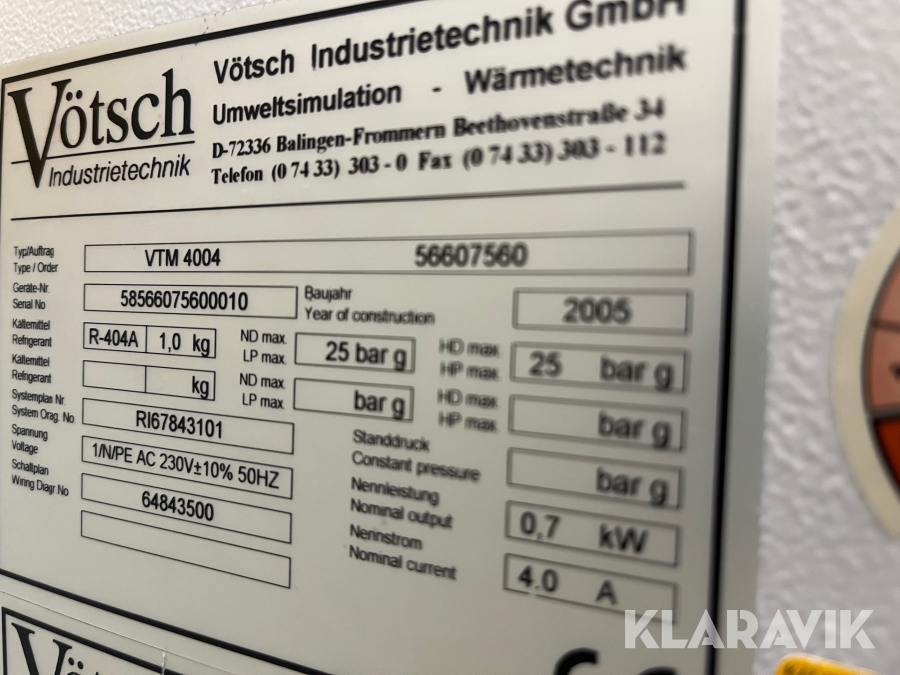 Vötsch
Industrietechnik
Vötsch Industrietechnik GmbH
Umweltsimulation - Wärmetechnik
D-72336 Balingen-Frommern Beethovenstraße 34
Telefon (0 74 33) 303 - 0 Fax (0 74 33) 303 - 112
Typ/Auftrag
Type / Order
VTM 4004 56607560
Geräte-Nr.
Serial No
58566075600010
Baujahr
Year of construction
2005
Kältemittel
Refrigerant
R-404A 1,0 kg
ND max.
LP max.
25 bar g
HD max.
HP max.
25 bar g
Kältemittel
Refrigerant
kg
ND max.
LP max.
bar g
HD max.
HP max.
bar g
Systemplan Nr.
System Orag. No
RI67843101
Standdruck
Constant pressure
bar g
Spannung
Voltage
1/N/PE AC 230V±10% 50HZ
Nennleistung
Nominal output
0,7 kW
Schaltplan
Wiring Diagr.No
64843500
Nennstrom
Nominal current
4.0 A
KLARAVIK
Vötsch